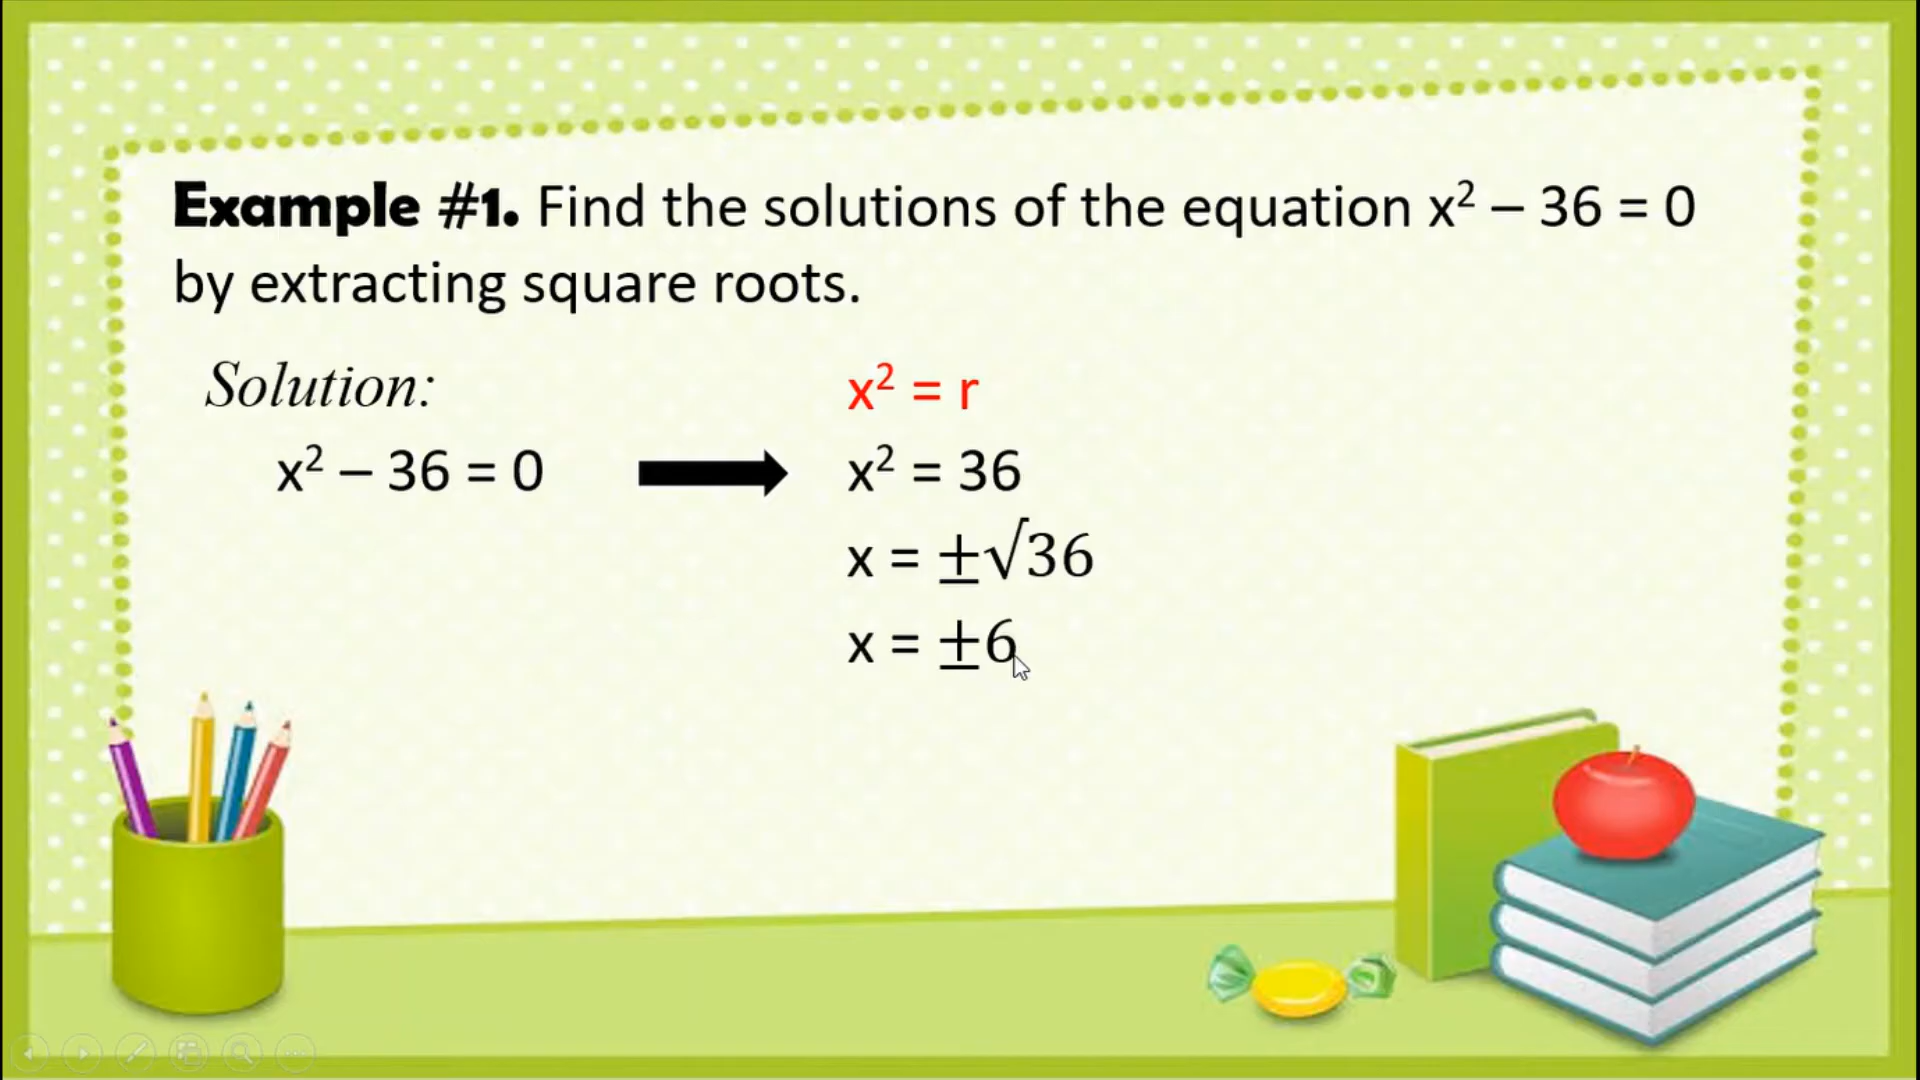 Example #1. Find the solutions of the equation x² – 36 = 0
by extracting square roots.
Solution:
x² = r
x² – 36 = 0
x² = 36
x = ±√36
x = ±6